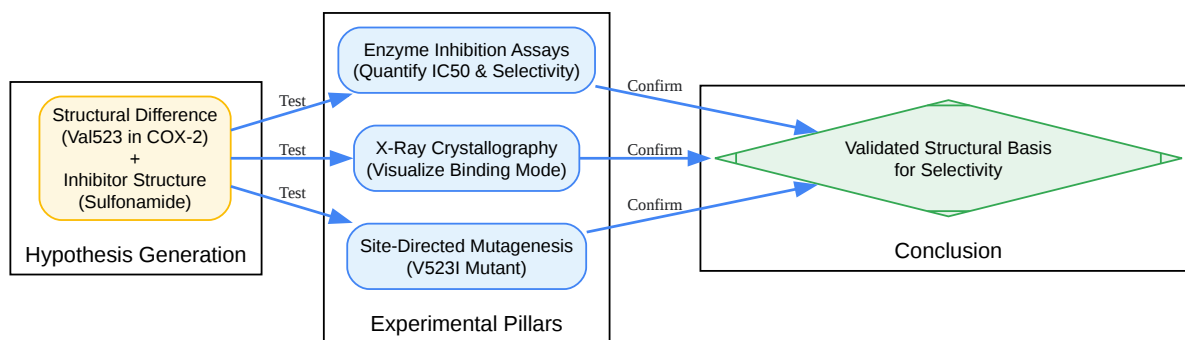 Structural Difference
(Val523 in COX-2)
+
Inhibitor Structure
(Sulfonamide)
Hypothesis Generation
Test
Test
Test
Enzyme Inhibition Assays
(Quantify IC50 & Selectivity)
X-Ray Crystallography
(Visualize Binding Mode)
Site-Directed Mutagenesis
(V523I Mutant)
Experimental Pillars
Confirm
Confirm
Confirm
Validated Structural Basis
for Selectivity
Conclusion